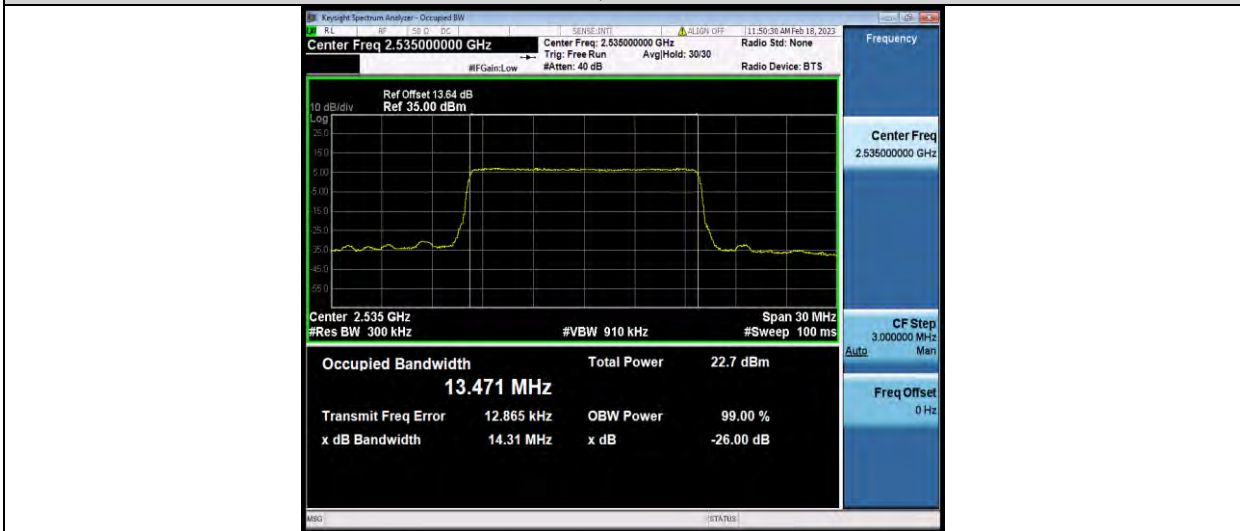 Keysight Spectrum Analyzer - Occupied BW
RL RF 50 Ω DC SENSE:INT ALIGN OFF 11:50:30 AM Feb 18, 2023
Center Freq 2.535000000 GHz
Center Freq: 2.535000000 GHz
Radio Std: None
Trig: Free Run Avg|Hold: 30/30
#IFGain:Low
#Atten: 40 dB
Radio Device: BTS
Ref Offset 13.64 dB
10 dB/div Ref 35.00 dBm
Log
25.0
15.0
5.00
-5.00
-15.0
-25.0
-35.0
-45.0
-55.0
Center 2.535 GHz
Span 30 MHz
#Res BW 300 kHz
#VBW 910 kHz
#Sweep 100 ms
Occupied Bandwidth
Total Power 22.7 dBm
13.471 MHz
Transmit Freq Error 12.865 kHz
OBW Power 99.00 %
x dB Bandwidth 14.31 MHz
x dB -26.00 dB
MSG
STATUS
Frequency
Center Freq
2.535000000 GHz
CF Step
3.000000 MHz
Auto Man
Freq Offset
0 Hz